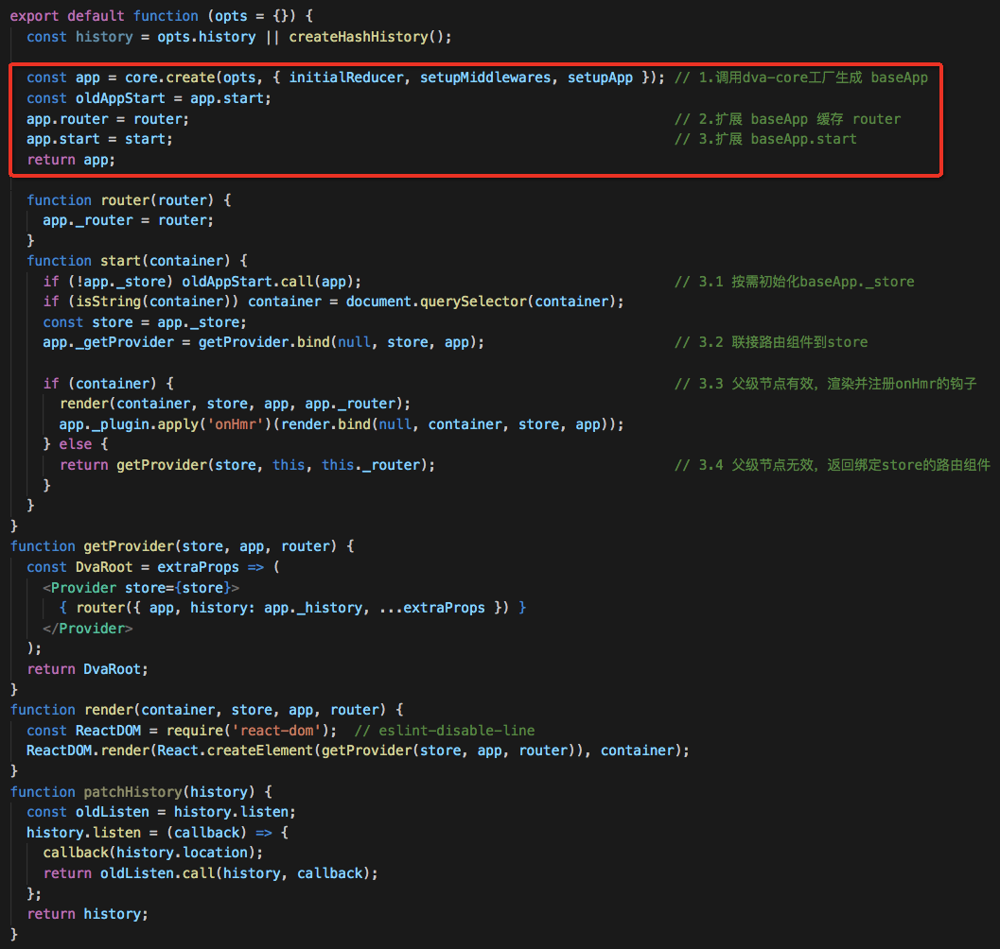 export default function (opts = {}) {
const history = opts.history || createHashHistory();
const app = core.create(opts, { initialReducer, setupMiddlewares, setupApp }); // 1.调用dva-core工厂生成 baseApp
const oldAppStart = app.start;
app.router = router; // 2.扩展 baseApp 缓存 router
app.start = start; // 3.扩展 baseApp.start
return app;
function router(router) {
app._router = router;
}
function start(container) {
if (!app._store) oldAppStart.call(app); // 3.1 按需初始化baseApp._store
if (isString(container)) container = document.querySelector(container);
const store = app._store;
app._getProvider = getProvider.bind(null, store, app); // 3.2 联接路由组件到store
if (container) { // 3.3 父级节点有效，渲染并注册onHmr的钩子
render(container, store, app, app._router);
app._plugin.apply('onHmr')(render.bind(null, container, store, app));
} else {
return getProvider(store, this, this._router); // 3.4 父级节点无效，返回绑定store的路由组件
}
}
}
function getProvider(store, app, router) {
const DvaRoot = extraProps => (
<Provider store={store}>
{ router({ app, history: app._history, ...extraProps }) }
</Provider>
);
return DvaRoot;
}
function render(container, store, app, router) {
const ReactDOM = require('react-dom'); // eslint-disable-line
ReactDOM.render(React.createElement(getProvider(store, app, router)), container);
}
function patchHistory(history) {
const oldListen = history.listen;
history.listen = (callback) => {
callback(history.location);
return oldListen.call(history, callback);
};
return history;
}